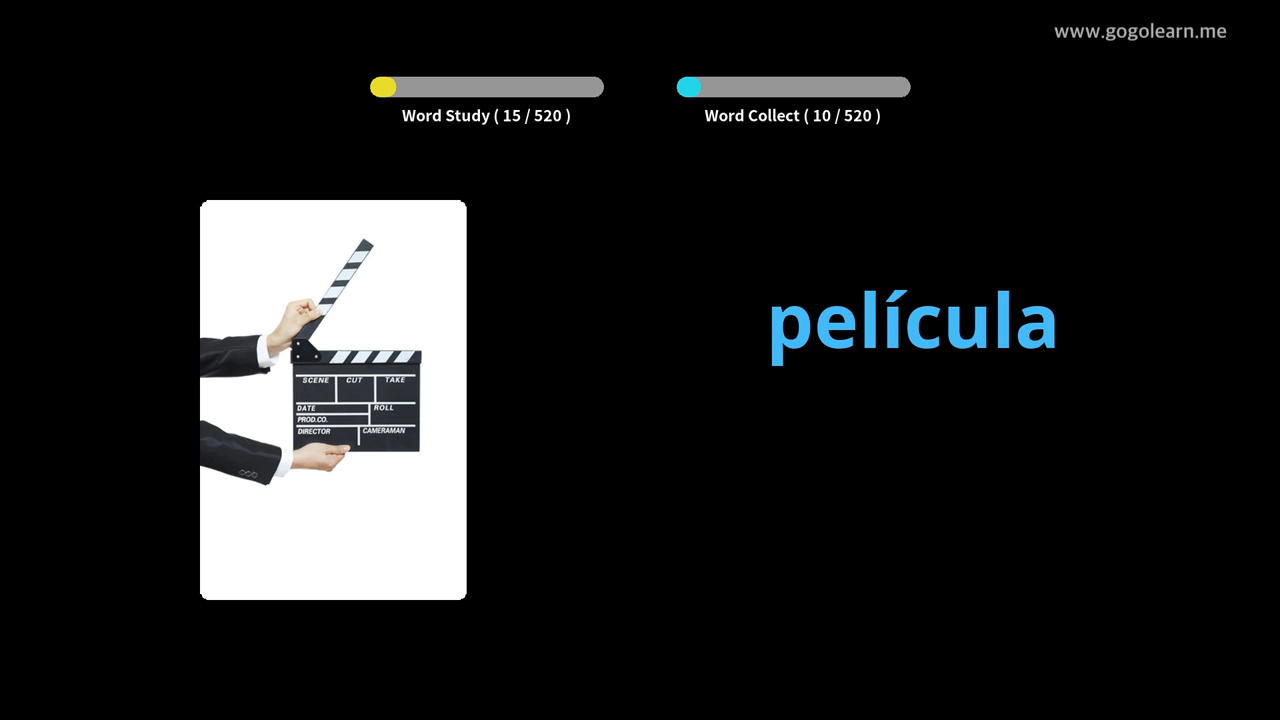 www.gogolearn.me
Word Study ( 15 / 520 )
Word Collect ( 10 / 520 )
película
SCENE CUT TAKE
DATE ROLL
PROD.CO.
DIRECTOR CAMERAMAN